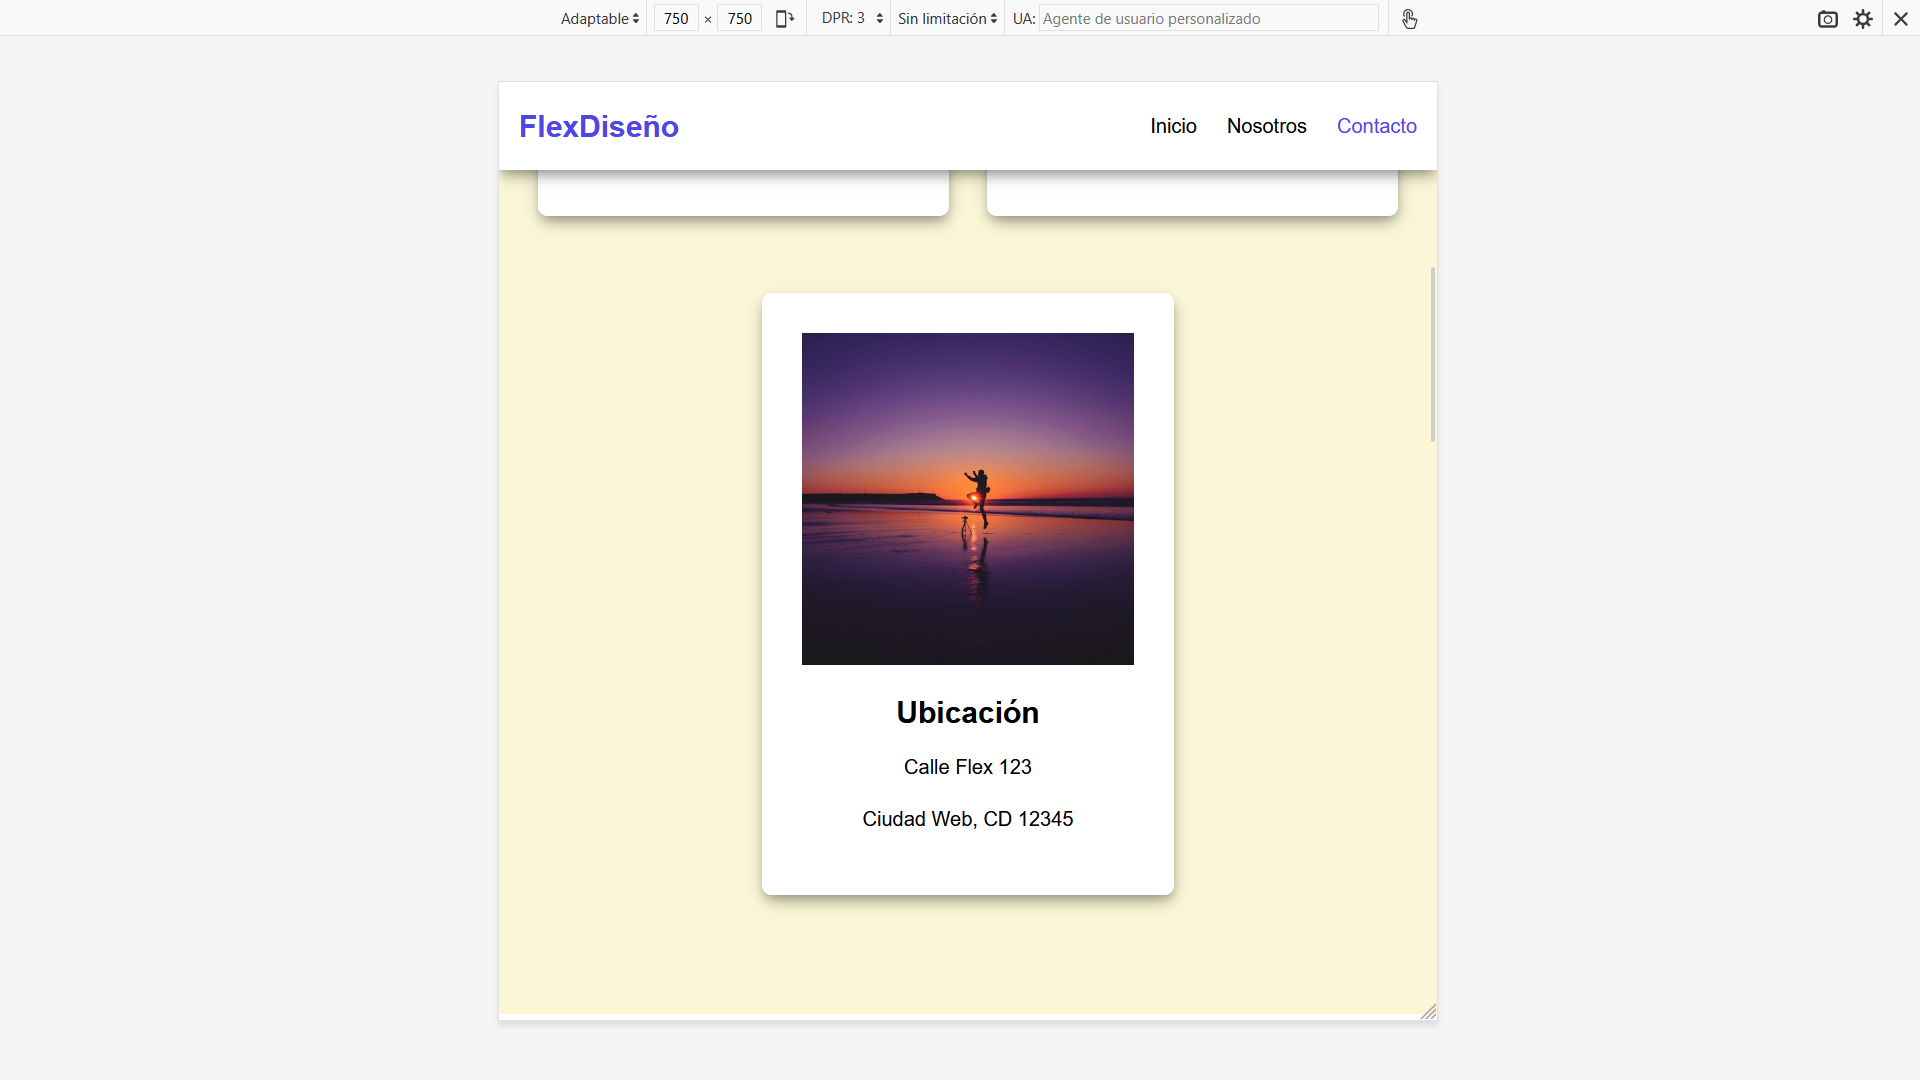 Adaptable 750 × 750 DPR: 3 Sin limitación UA: Agente de usuario personalizado
FlexDiseño Inicio Nosotros Contacto
Ubicación
Calle Flex 123
Ciudad Web, CD 12345